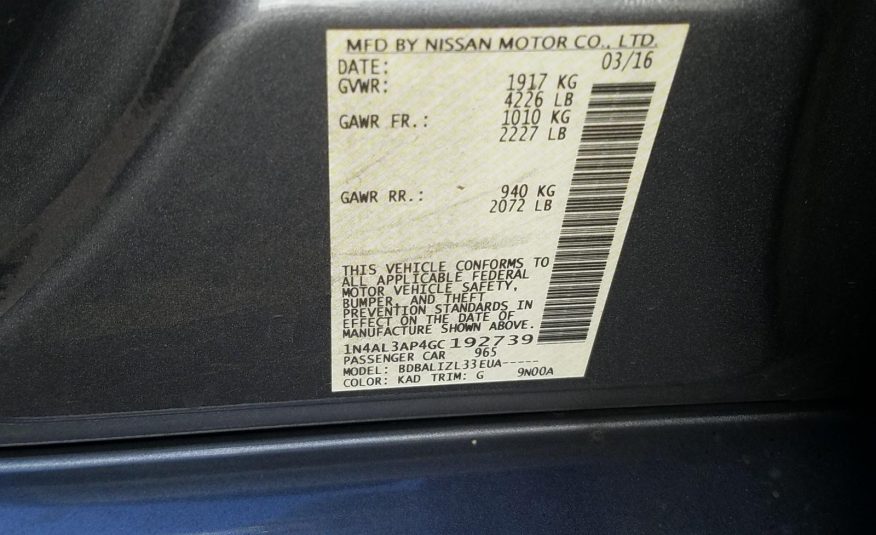 MFD BY NISSAN MOTOR CO., LTD.
DATE: 03/16
GVWR: 1917 KG
4226 LB
GAWR FR.: 1010 KG
2227 LB
GAWR RR.: 940 KG
2072 LB
THIS VEHICLE CONFORMS TO
ALL APPLICABLE FEDERAL
MOTOR VEHICLE SAFETY,
BUMPER, AND THEFT
PREVENTION STANDARDS IN
EFFECT ON THE DATE OF
MANUFACTURE SHOWN ABOVE.
1N4AL3AP4GC192739
PASSENGER CAR 965
MODEL: BDBALIZL33EUA-----
COLOR: KAD TRIM: G 9N00A